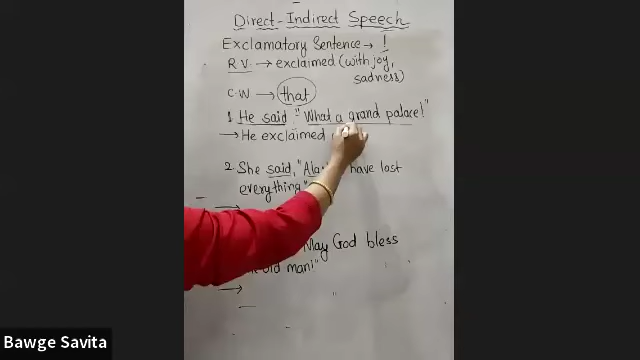 Direct-Indirect Speech
Exclamatory Sentence → !
R.V. → exclaimed (with joy,
sadness)
C.W → that
1. He said "What a grand palace!"
→ He exclaimed
2. She said, "Alas have lost
everything"
→
May God bless
old man!"
→
Bawge Savita